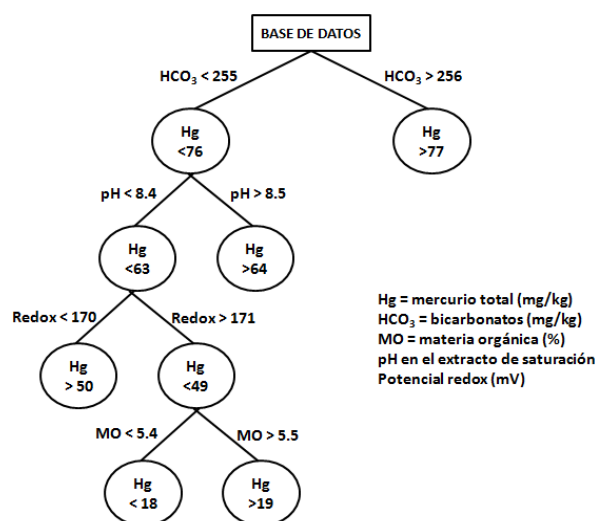 BASE DE DATOS
HCO₃ < 255
HCO₃ > 256
Hg
<76
Hg
>77
pH < 8.4
pH > 8.5
Hg
<63
Hg
>64
Redox < 170
Redox > 171
Hg
> 50
Hg
<49
MO < 5.4
MO > 5.5
Hg
< 18
Hg
>19
Hg = mercurio total (mg/kg)
HCO₃ = bicarbonatos (mg/kg)
MO = materia orgánica (%)
pH en el extracto de saturación
Potencial redox (mV)